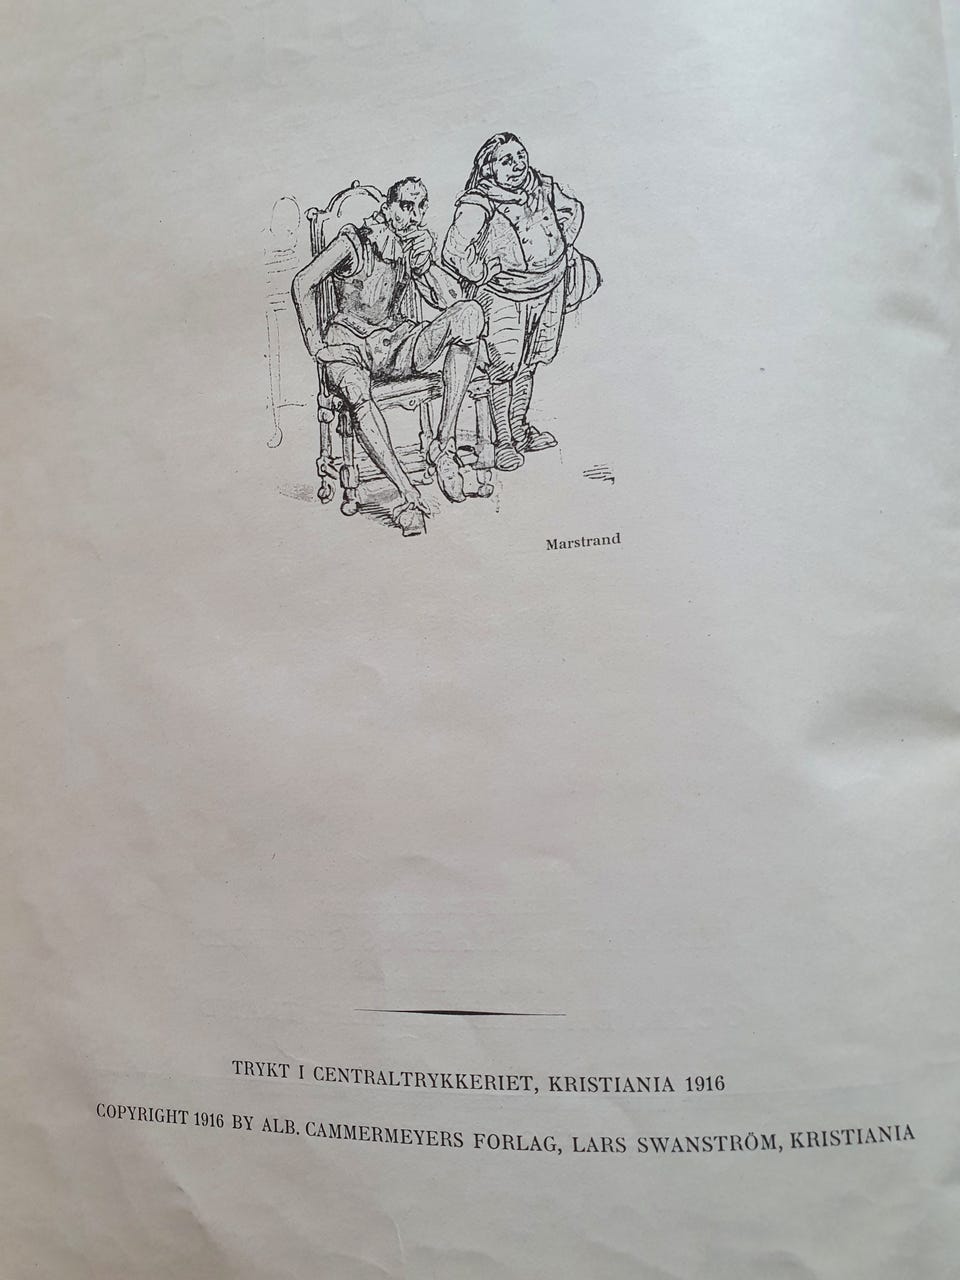 Marstrand
TRYKT I CENTRALTRYKKERIET, KRISTIANIA 1916
COPYRIGHT 1916 BY ALB. CAMMERMEYERS FORLAG, LARS SWANSTRÖM, KRISTIANIA